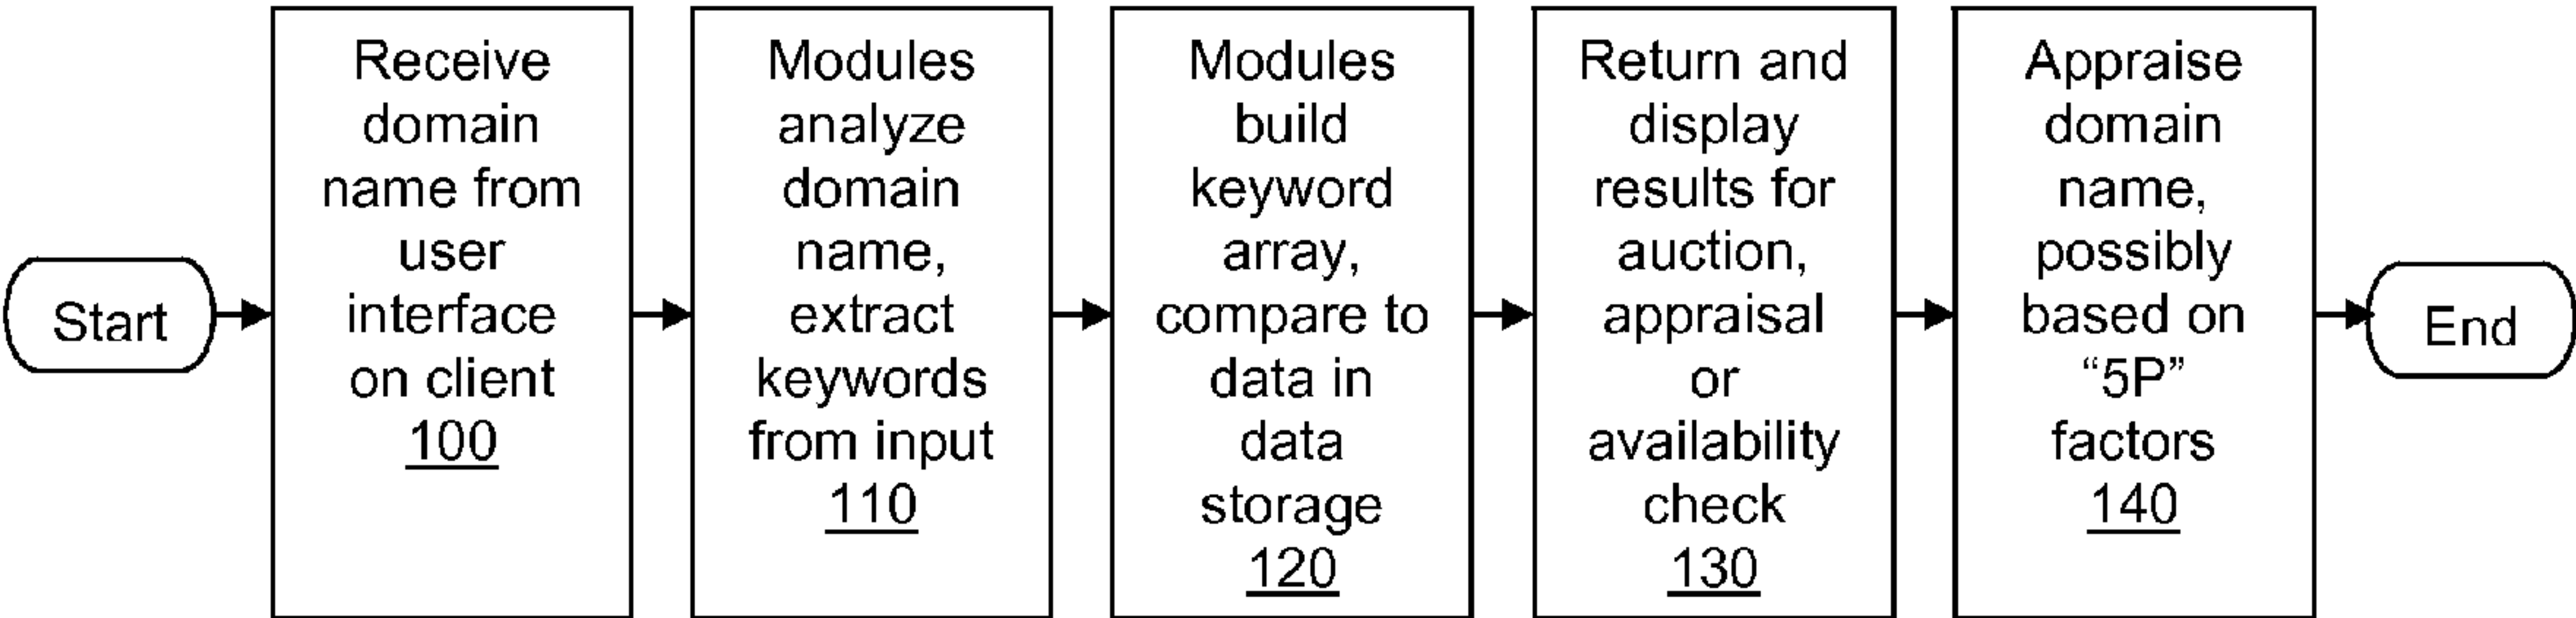 Start
Receive
domain
name from
user
interface
on client
100
Modules
analyze
domain
name,
extract
keywords
from input
110
Modules
build
keyword
array,
compare to
data in
data
storage
120
Return and
display
results for
auction,
appraisal
or
availability
check
130
Appraise
domain
name,
possibly
based on
“5P”
factors
140
End